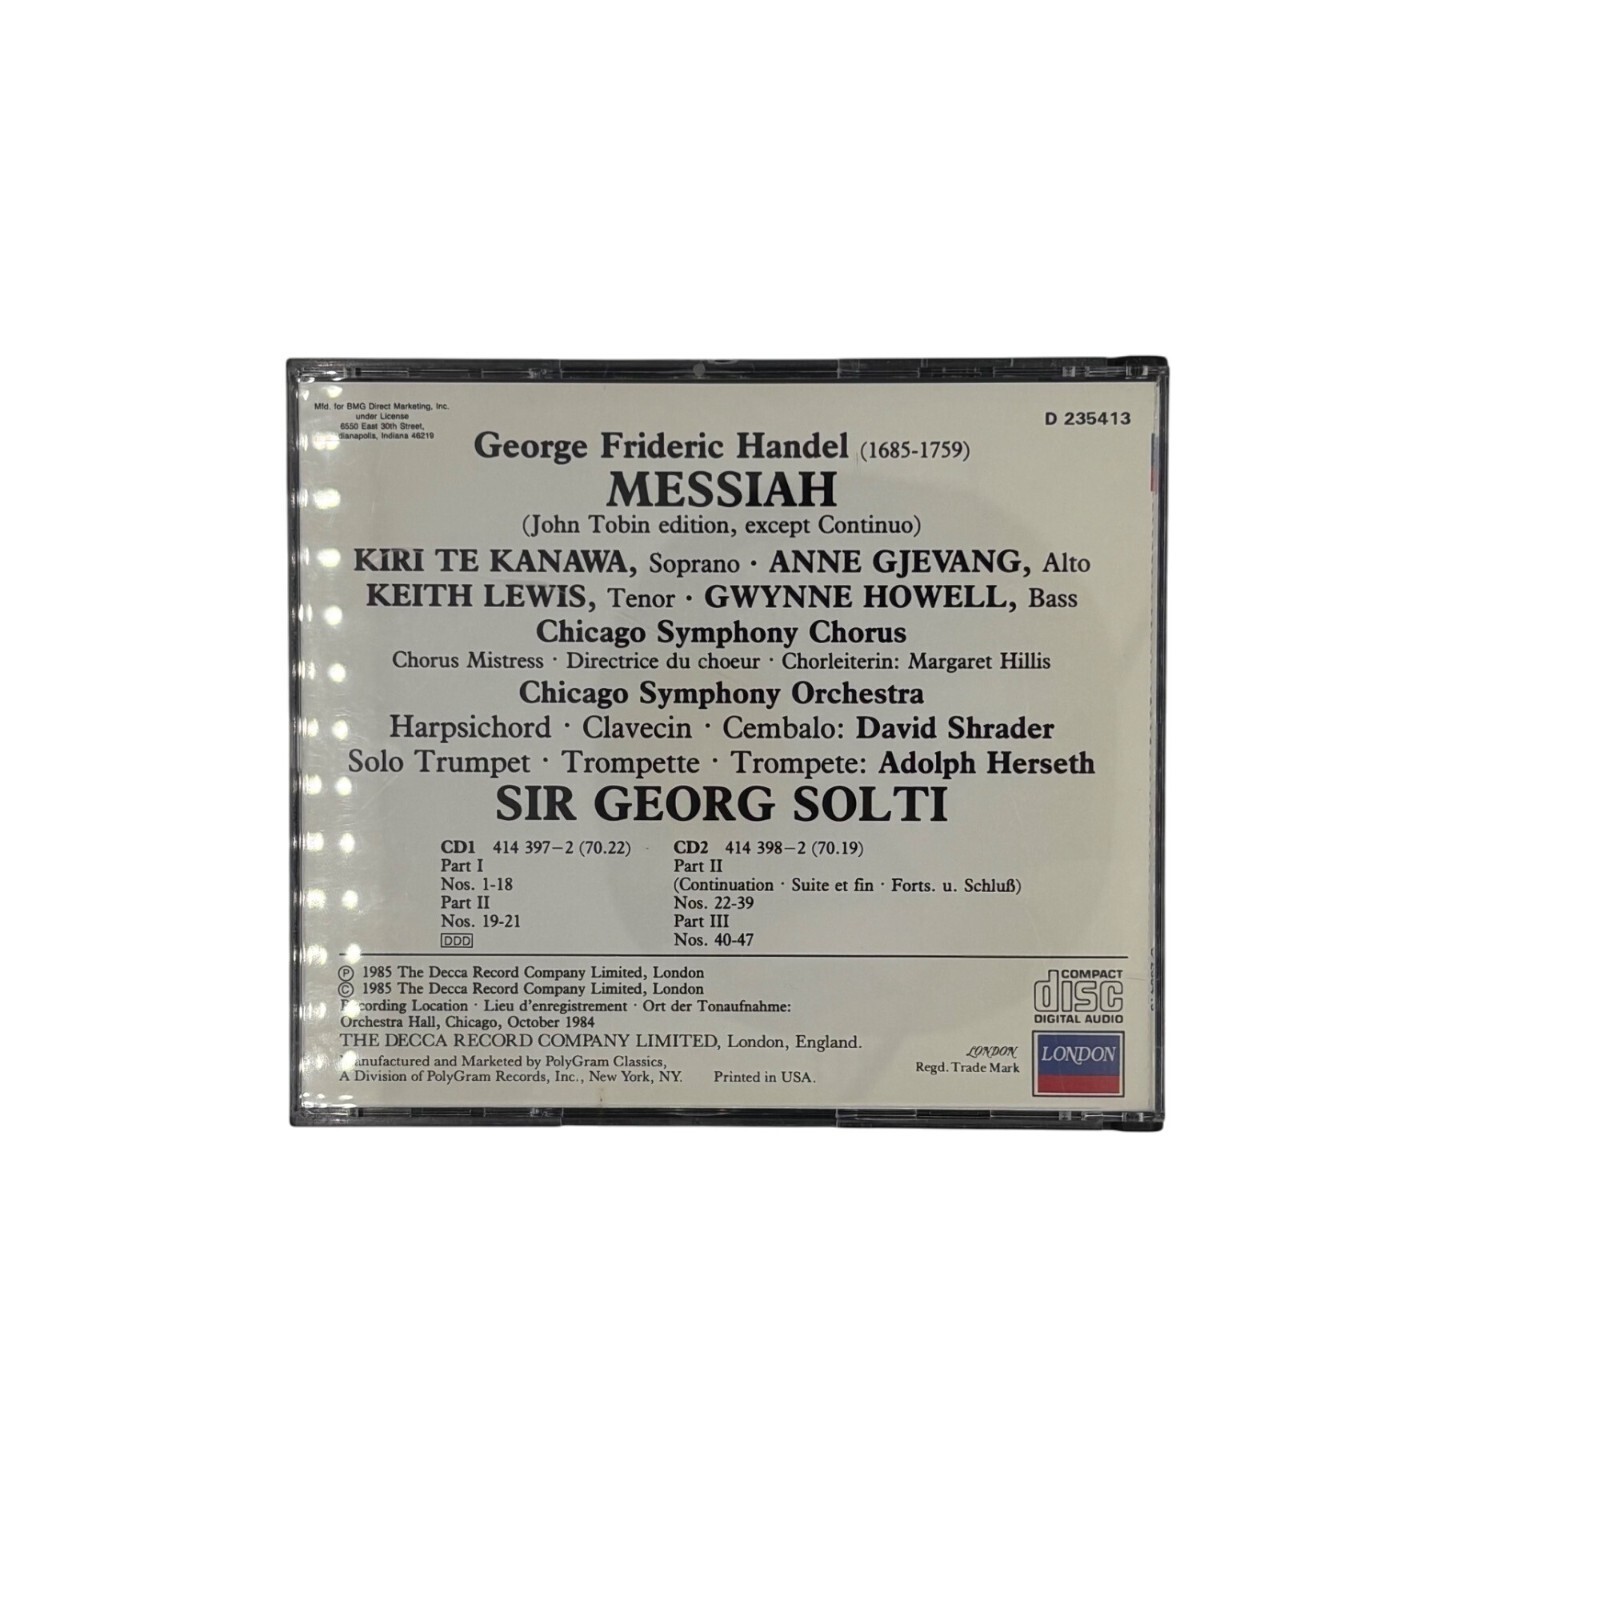 Mfd. for BMG Direct Marketing, Inc.
under License
6550 East 30th Street,
dianapolis, Indiana 46219
D 235413
George Frideric Handel (1685-1759)
MESSIAH
(John Tobin edition, except Continuo)
KIRI TE KANAWA, Soprano · ANNE GJEVANG, Alto
KEITH LEWIS, Tenor · GWYNNE HOWELL, Bass
Chicago Symphony Chorus
Chorus Mistress · Directrice du choeur · Chorleiterin: Margaret Hillis
Chicago Symphony Orchestra
Harpsichord · Clavecin · Cembalo: David Shrader
Solo Trumpet · Trompette · Trompete: Adolph Herseth
SIR GEORG SOLTI
CD1 414 397–2 (70.22)
Part I
Nos. 1-18
Part II
Nos. 19-21
DDD
CD2 414 398–2 (70.19)
Part II
(Continuation · Suite et fin · Forts. u. Schluß)
Nos. 22-39
Part III
Nos. 40-47
Ⓟ 1985 The Decca Record Company Limited, London
© 1985 The Decca Record Company Limited, London
Recording Location · Lieu d'enregistrement · Ort der Tonaufnahme:
Orchestra Hall, Chicago, October 1984
THE DECCA RECORD COMPANY LIMITED, London, England.
Manufactured and Marketed by PolyGram Classics,
A Division of PolyGram Records, Inc., New York, NY. Printed in USA.
COMPACT
disc
DIGITAL AUDIO
LONDON
Regd. Trade Mark
LONDON